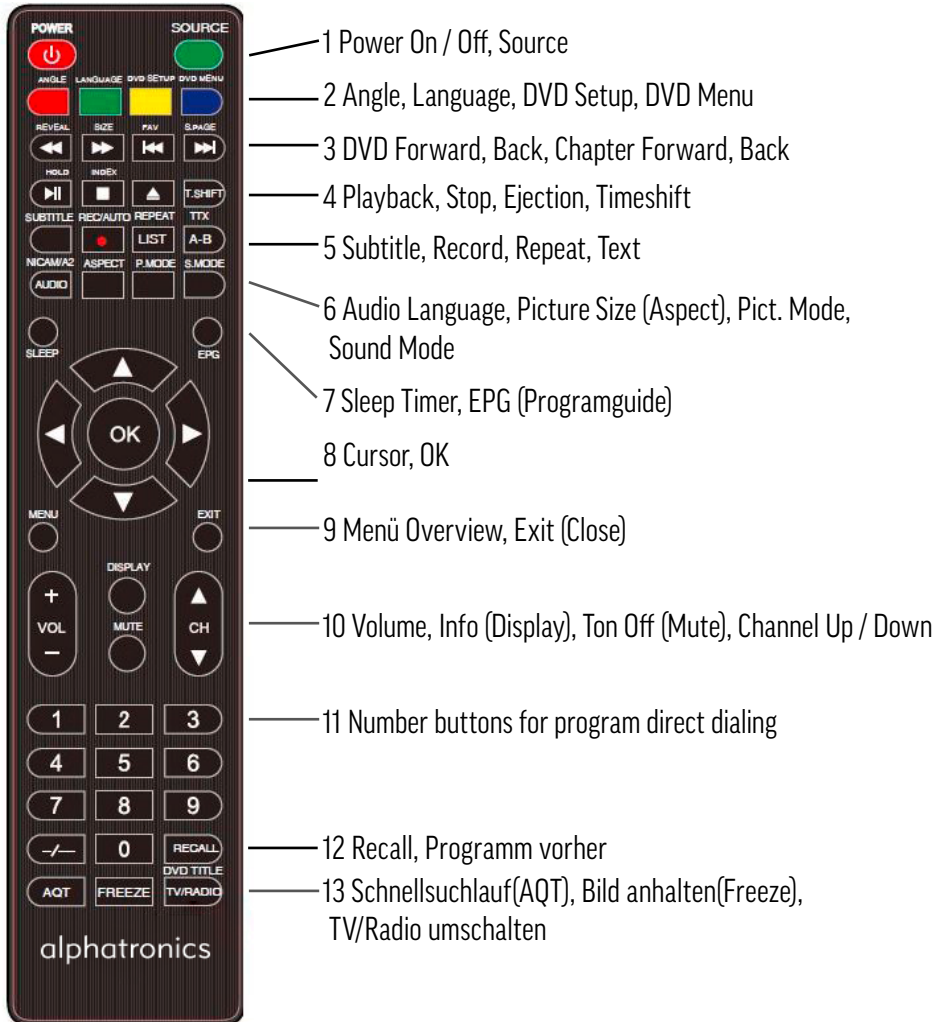 POWER SOURCE
1 Power On / Off, Source
ANGLE LANGUAGE DVD SETUP DVD MENU
2 Angle, Language, DVD Setup, DVD Menu
REVEAL SIZE FAV S.PAGE
3 DVD Forward, Back, Chapter Forward, Back
HOLD INDEX
T.SHIFT
4 Playback, Stop, Ejection, Timeshift
SUBTITLE REC/AUTO REPEAT TTX
LIST A-B
5 Subtitle, Record, Repeat, Text
NICAM/A2 ASPECT P.MODE S.MODE
AUDIO
6 Audio Language, Picture Size (Aspect), Pict. Mode,
Sound Mode
SLEEP EPG
7 Sleep Timer, EPG (Programguide)
OK
8 Cursor, OK
MENU EXIT
9 Menü Overview, Exit (Close)
DISPLAY
+
VOL MUTE CH
−
10 Volume, Info (Display), Ton Off (Mute), Channel Up / Down
1 2 3
11 Number buttons for program direct dialing
4 5 6
7 8 9
-/-- 0 RECALL
12 Recall, Programm vorher
DVD TITLE
AQT FREEZE TV/RADIO
13 Schnellsuchlauf(AQT), Bild anhalten(Freeze),
TV/Radio umschalten
alphatronics